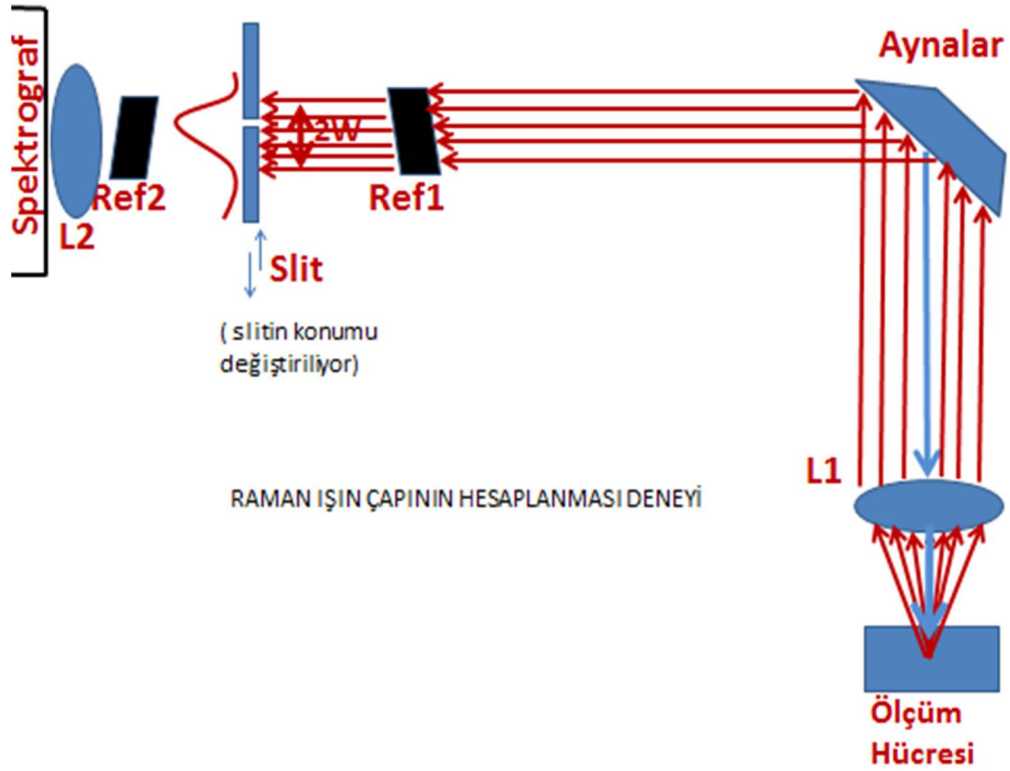 Spektrograf
L2
Ref2
2W
Ref1
Aynalar
Slit
( slitin konumu
değiştiriliyor)
L1
RAMAN IŞIN ÇAPININ HESAPLANMASI DENEYİ
Ölçüm
Hücresi